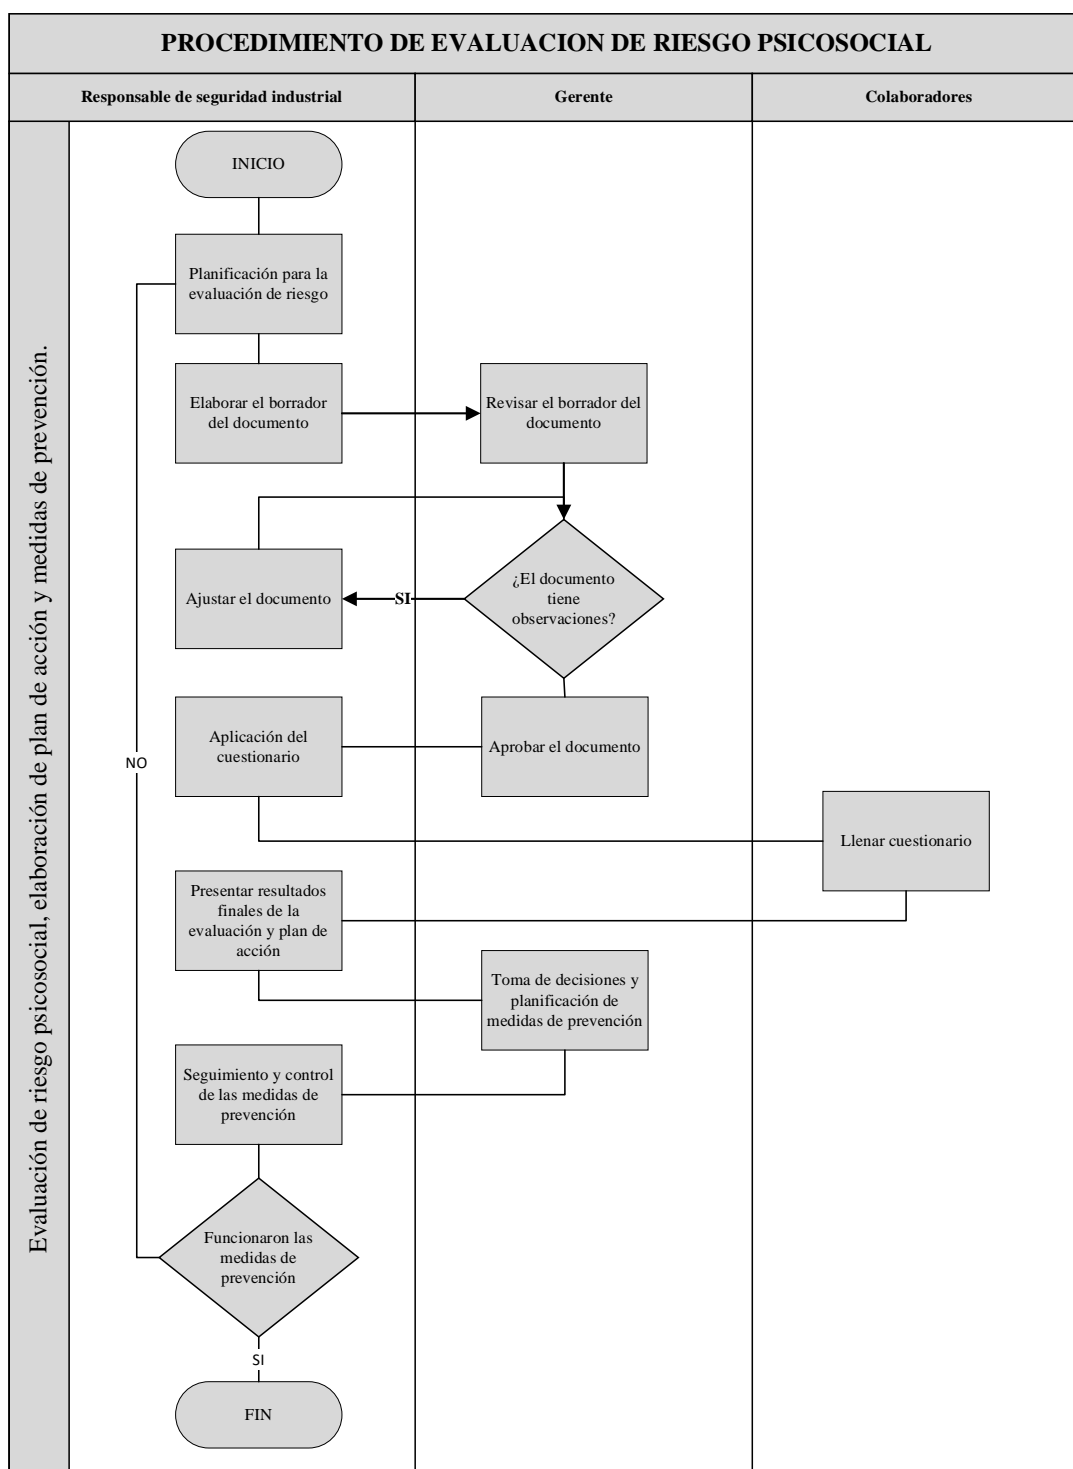 PROCEDIMIENTO DE EVALUACION DE RIESGO PSICOSOCIAL
Responsable de seguridad industrial
Gerente
Colaboradores
Evaluación de riesgo psicosocial, elaboración de plan de acción y medidas de prevención.
INICIO
Planificación para la
evaluación de riesgo
Elaborar el borrador
del documento
Revisar el borrador del
documento
¿El documento
tiene
observaciones?
SI
Ajustar el documento
Aprobar el documento
Aplicación del
cuestionario
NO
Llenar cuestionario
Presentar resultados
finales de la
evaluación y plan de
acción
Toma de decisiones y
planificación de
medidas de prevención
Seguimiento y control
de las medidas de
prevención
Funcionaron las
medidas de
prevención
SI
FIN